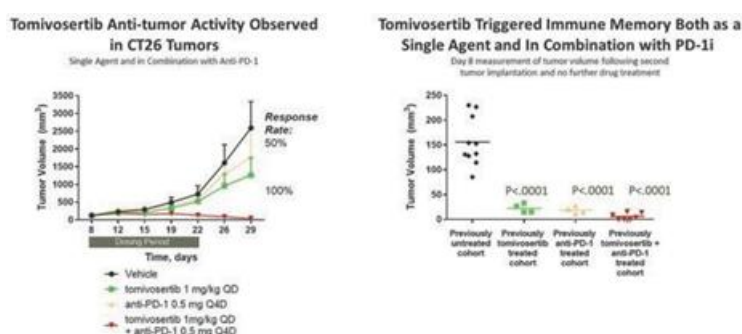 Tomivosertib Anti-tumor Activity Observed
in CT26 Tumors
Single Agent and in Combination with Anti-PD-1
Tumor Volume (mm³)
3500
3000
2500
2000
1500
1000
500
0
8 12 15 19 22 26 29
Dosing Period
Time, days
Response
Rate:
50%
100%
Vehicle
tomivosertib 1 mg/kg QD
anti-PD-1 0.5 mg Q4D
tomivosertib 1mg/kg QD
+ anti-PD-1 0.5 mg Q4D
Tomivosertib Triggered Immune Memory Both as a
Single Agent and In Combination with PD-1i
Day 8 measurement of tumor volume following second
tumor implantation and no further drug treatment
Tumor Volume (mm³)
250
200
150
100
50
0
P<.0001 P<.0001 P<.0001
Previously
untreated
cohort
Previously
tomivosertib
treated
cohort
Previously
anti-PD-1
treated
cohort
Previously
tomivosertib +
anti-PD-1
treated
cohort